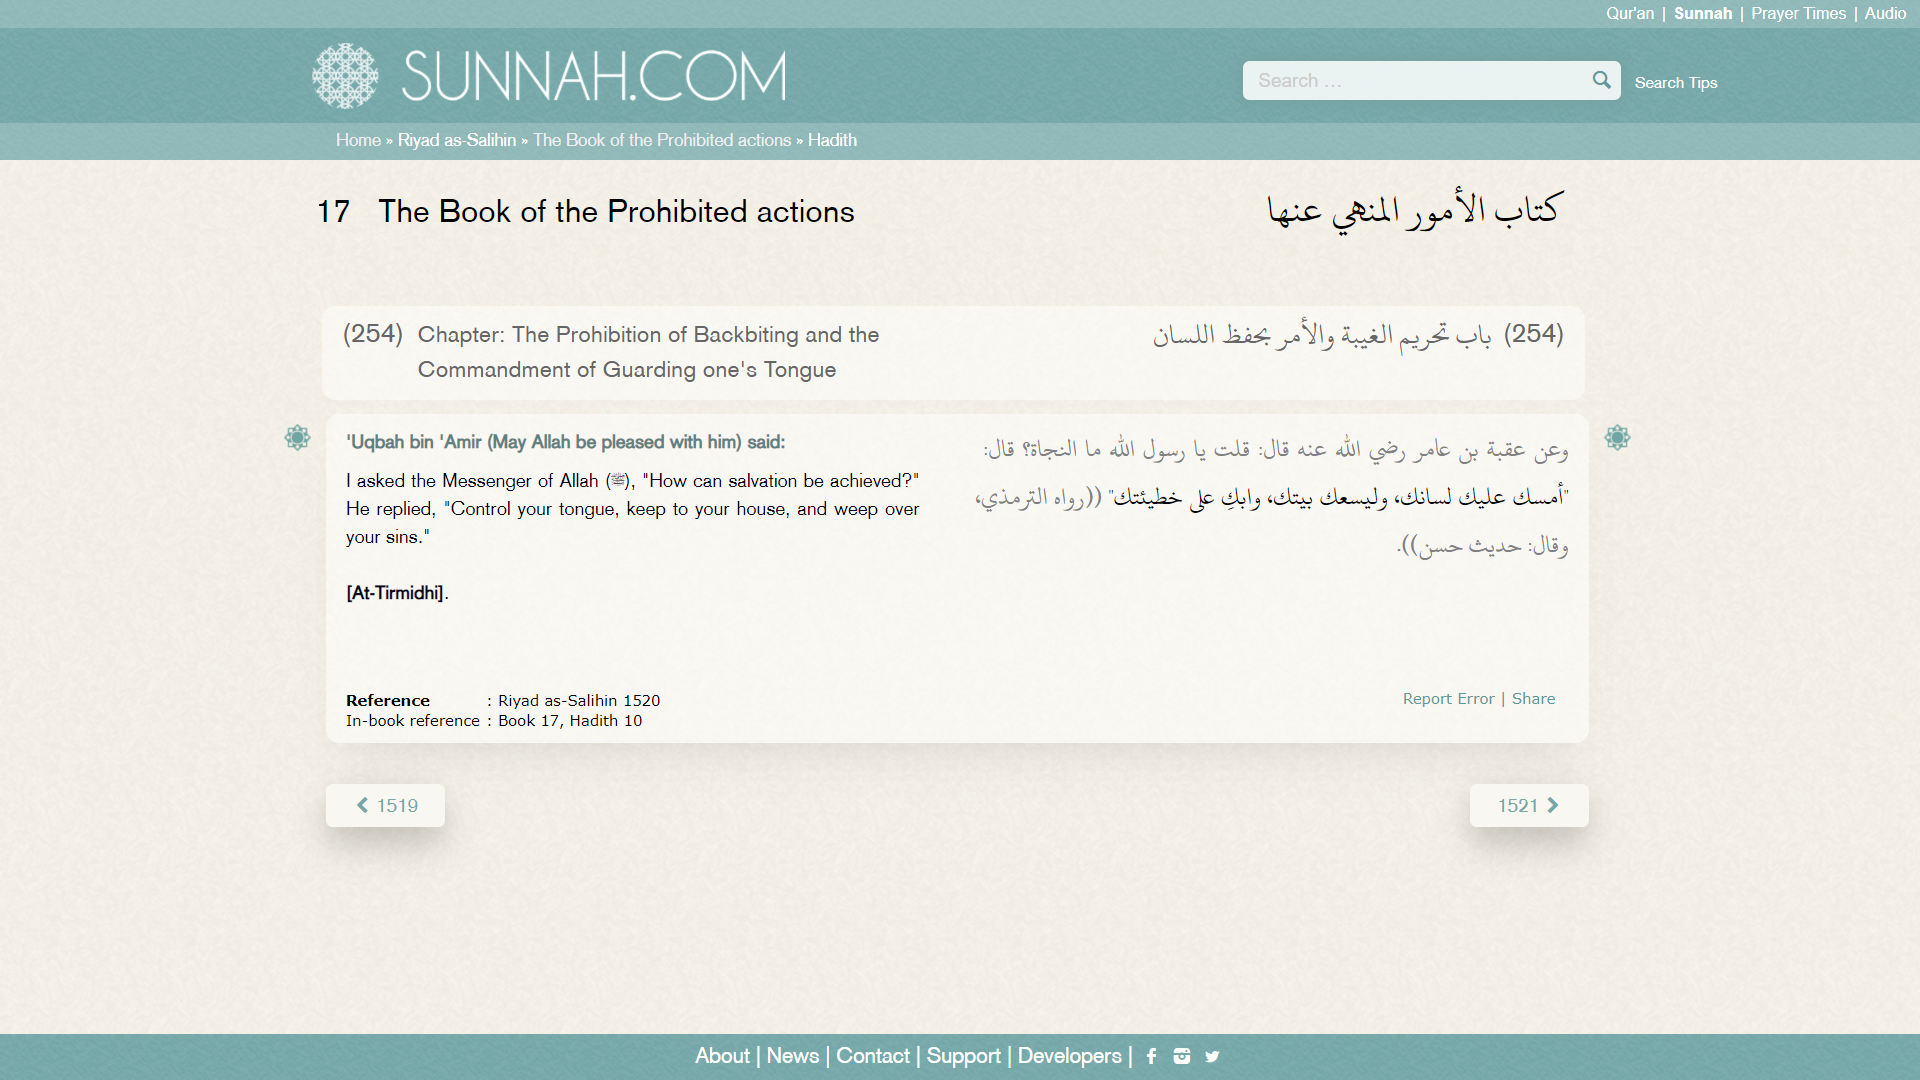 Qur'an | Sunnah | Prayer Times | Audio
SUNNAH.COM
Search …
Search Tips
Home » Riyad as-Salihin » The Book of the Prohibited actions » Hadith
17 The Book of the Prohibited actions
كتاب الأمور المنهي عنها
(254) Chapter: The Prohibition of Backbiting and the
Commandment of Guarding one's Tongue
(254) باب تحريم الغيبة والأمر بحفظ اللسان
'Uqbah bin 'Amir (May Allah be pleased with him) said:
I asked the Messenger of Allah (ﷺ), "How can salvation be achieved?"
He replied, "Control your tongue, keep to your house, and weep over
your sins."
[At-Tirmidhi].
وعن عقبة بن عامر رضي الله عنه قال: قلت يا رسول الله ما النجاة؟ قال:
"أمسك عليك لسانك، وليسعك بيتك، وابكِ على خطيئتك" ((رواه الترمذي،
وقال: حديث حسن)).
Reference : Riyad as-Salihin 1520
In-book reference : Book 17, Hadith 10
Report Error | Share
1519
1521
About | News | Contact | Support | Developers |